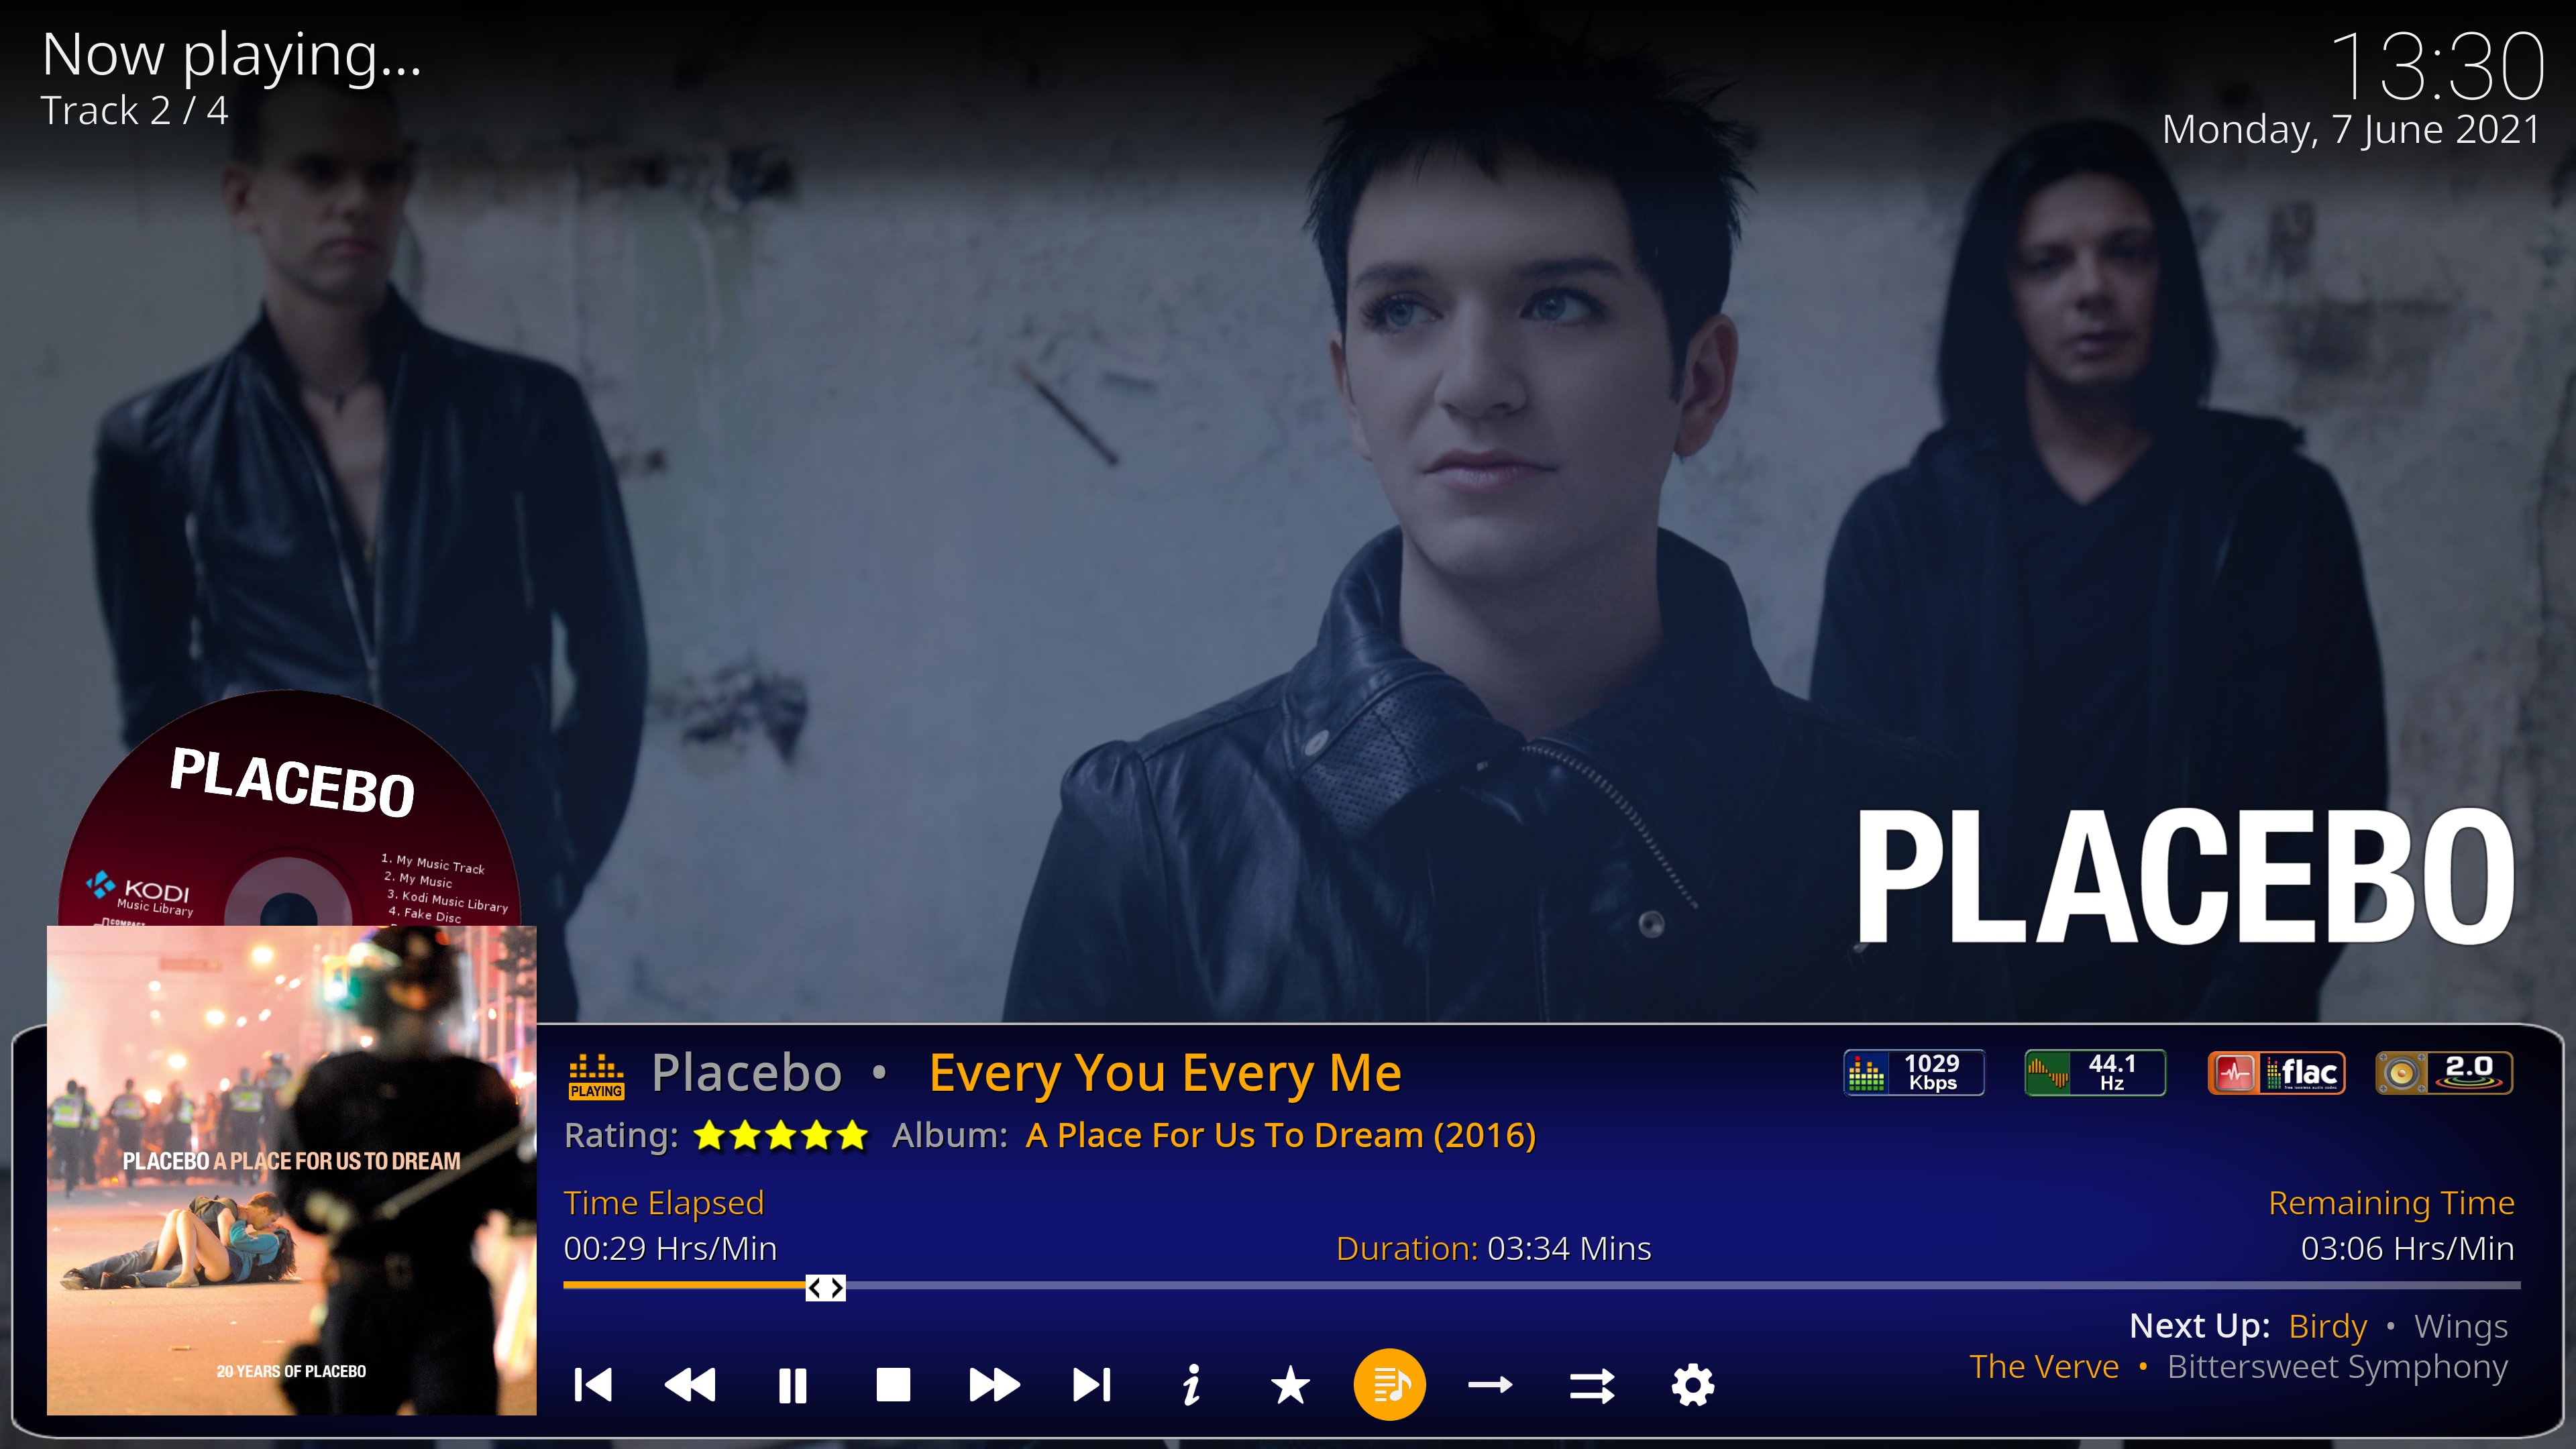 Now playing...
Track 2 / 4
13:30
Monday, 7 June 2021
PLACEBO
KODI
Music Library
COMPACT
1. My Music Track
2. My Music
3. Kodi Music Library
4. Fake Disc
PLACEBO
PLACEBO A PLACE FOR US TO DREAM
20 YEARS OF PLACEBO
PLAYING
Placebo • Every You Every Me
1029 Kbps
44.1 Hz
flac
2.0
Rating: Album: A Place For Us To Dream (2016)
Time Elapsed
Remaining Time
00:29 Hrs/Min
Duration: 03:34 Mins
03:06 Hrs/Min
Next Up: Birdy • Wings
The Verve • Bittersweet Symphony